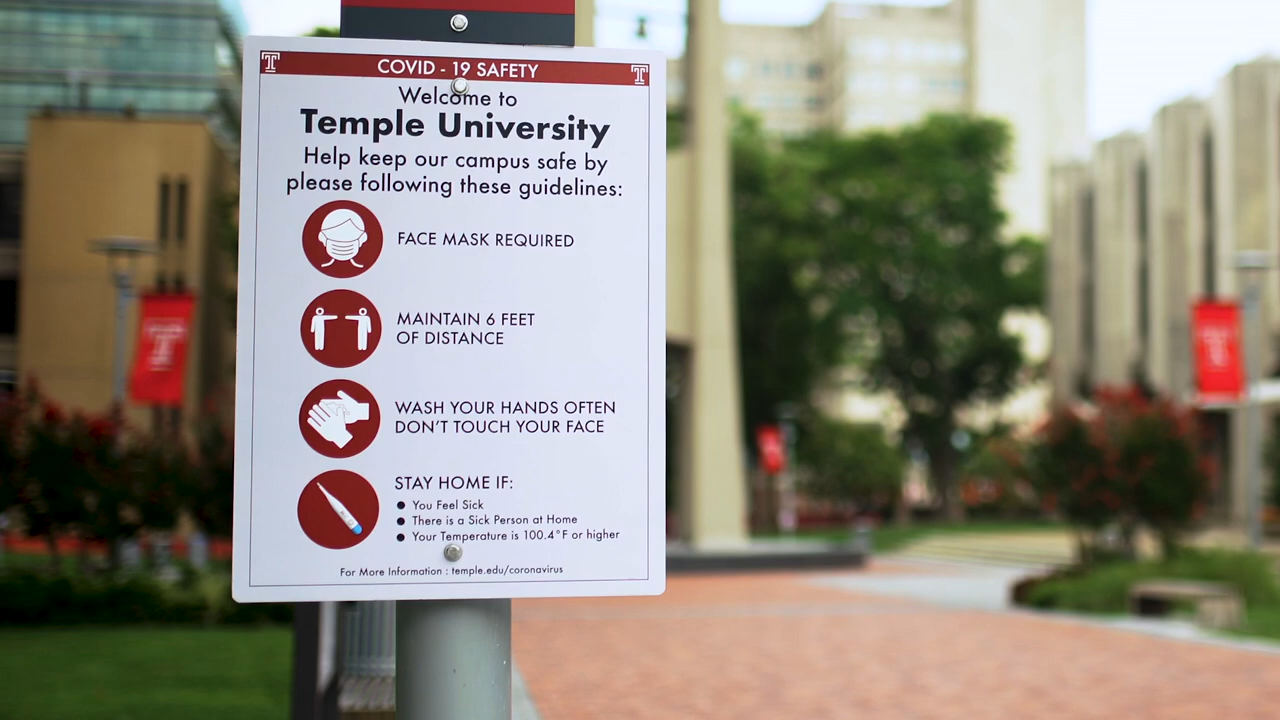 COVID - 19 SAFETY
Welcome to
Temple University
Help keep our campus safe by
please following these guidelines:
FACE MASK REQUIRED
MAINTAIN 6 FEET
OF DISTANCE
WASH YOUR HANDS OFTEN
DON'T TOUCH YOUR FACE
STAY HOME IF:
● You Feel Sick
● There is a Sick Person at Home
● Your Temperature is 100.4°F or higher
For More Information : temple.edu/coronavirus